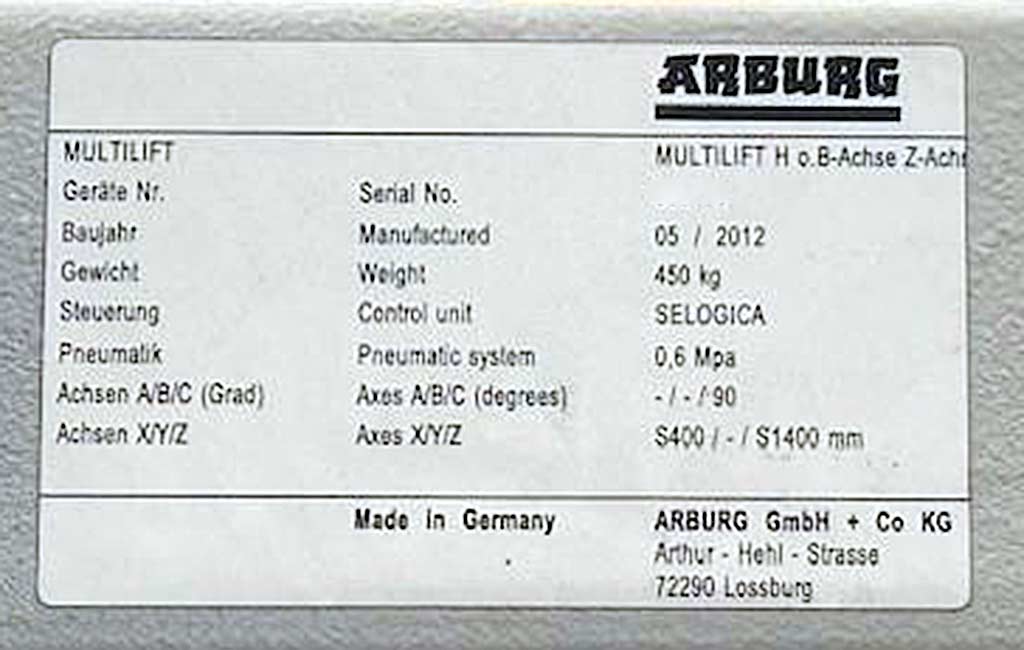 ARBURG
MULTILIFT MULTILIFT H o.B-Achse Z-Achs
Geräte Nr. Serial No.
Baujahr Manufactured 05 / 2012
Gewicht Weight 450 kg
Steuerung Control unit SELOGICA
Pneumatik Pneumatic system 0,6 Mpa
Achsen A/B/C (Grad) Axes A/B/C (degrees) - / - / 90
Achsen X/Y/Z Axes X/Y/Z S400 / - / S1400 mm
Made in Germany ARBURG GmbH + Co KG
Arthur - Hehl - Strasse
72290 Lossburg